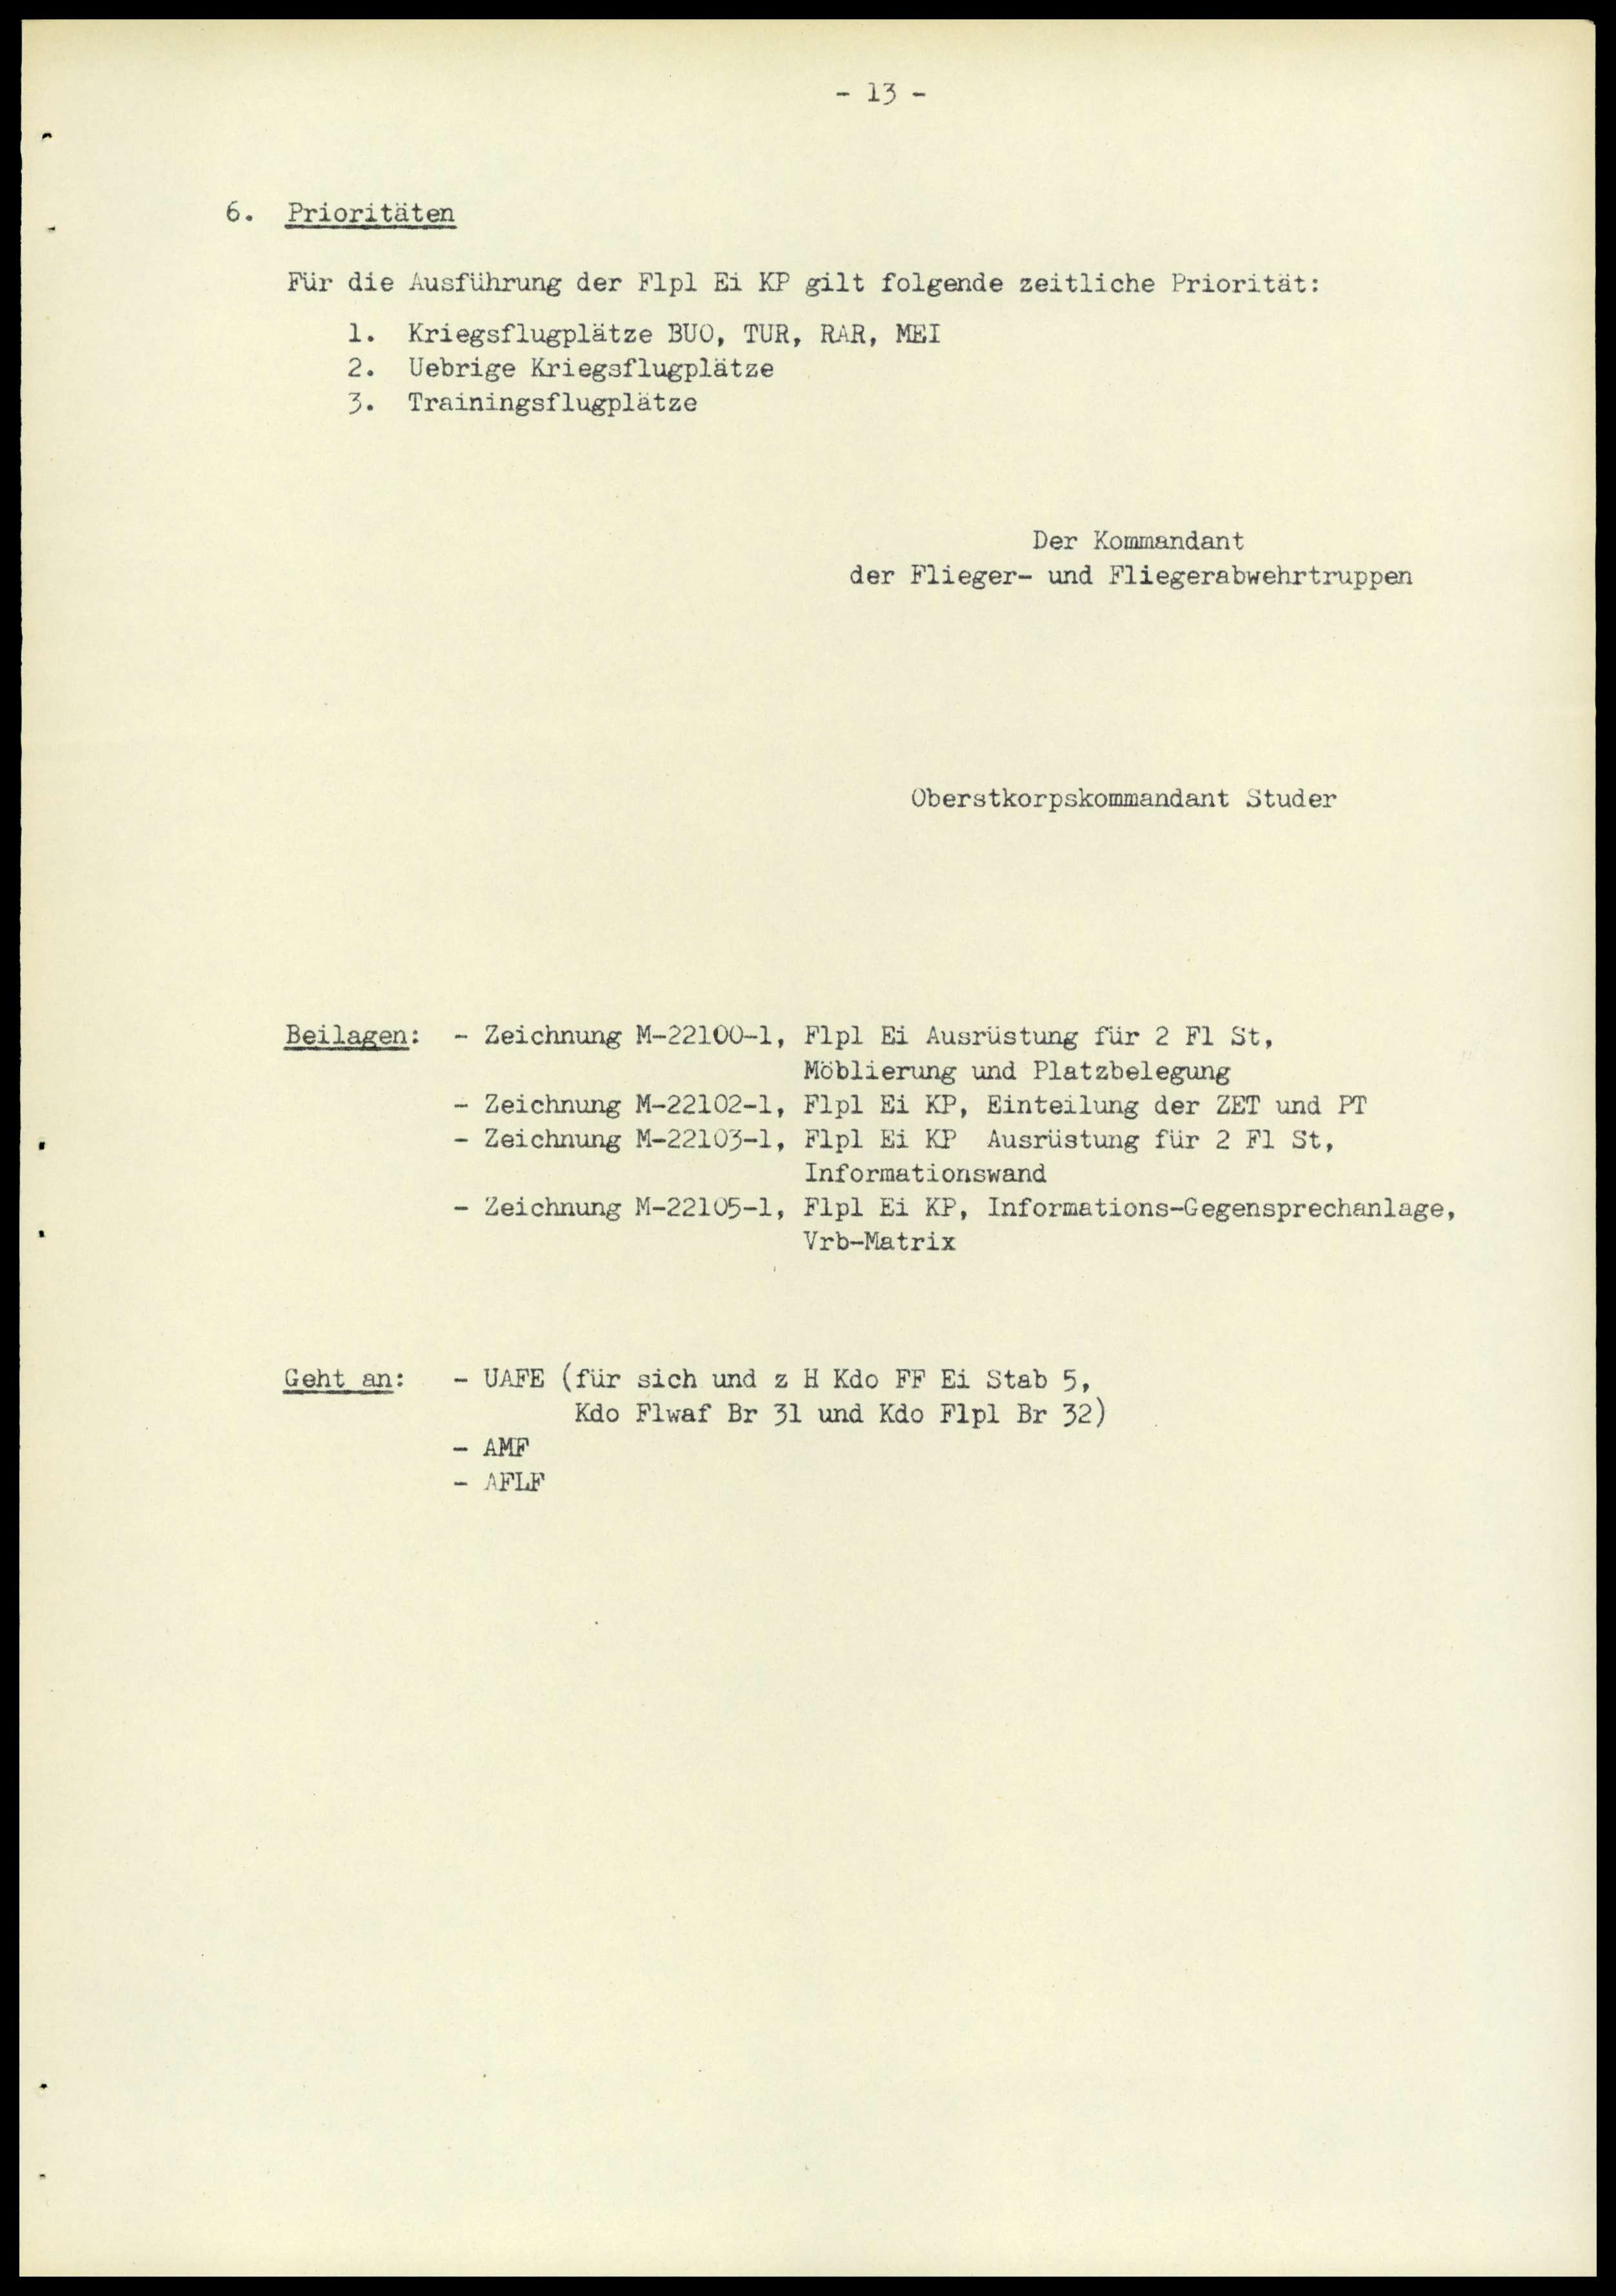 - 13 -
6. Prioritäten
Für die Ausführung der Flpl Ei KP gilt folgende zeitliche Priorität:
1. Kriegsflugplätze BUO, TUR, RAR, MEI
2. Uebrige Kriegsflugplätze
3. Trainingsflugplätze
Der Kommandant
der Flieger- und Fliegerabwehrtruppen
Oberstkorpskommandant Studer
Beilagen: - Zeichnung M-22100-1, Flpl Ei Ausrüstung für 2 Fl St,
Möblierung und Platzbelegung
- Zeichnung M-22102-1, Flpl Ei KP, Einteilung der ZET und PT
- Zeichnung M-22103-1, Flpl Ei KP Ausrüstung für 2 Fl St,
Informationswand
- Zeichnung M-22105-1, Flpl Ei KP, Informations-Gegensprechanlage,
Vrb-Matrix
Geht an: - UAFE (für sich und z H Kdo FF Ei Stab 5,
Kdo Flwaf Br 31 und Kdo Flpl Br 32)
- AMF
- AFLF